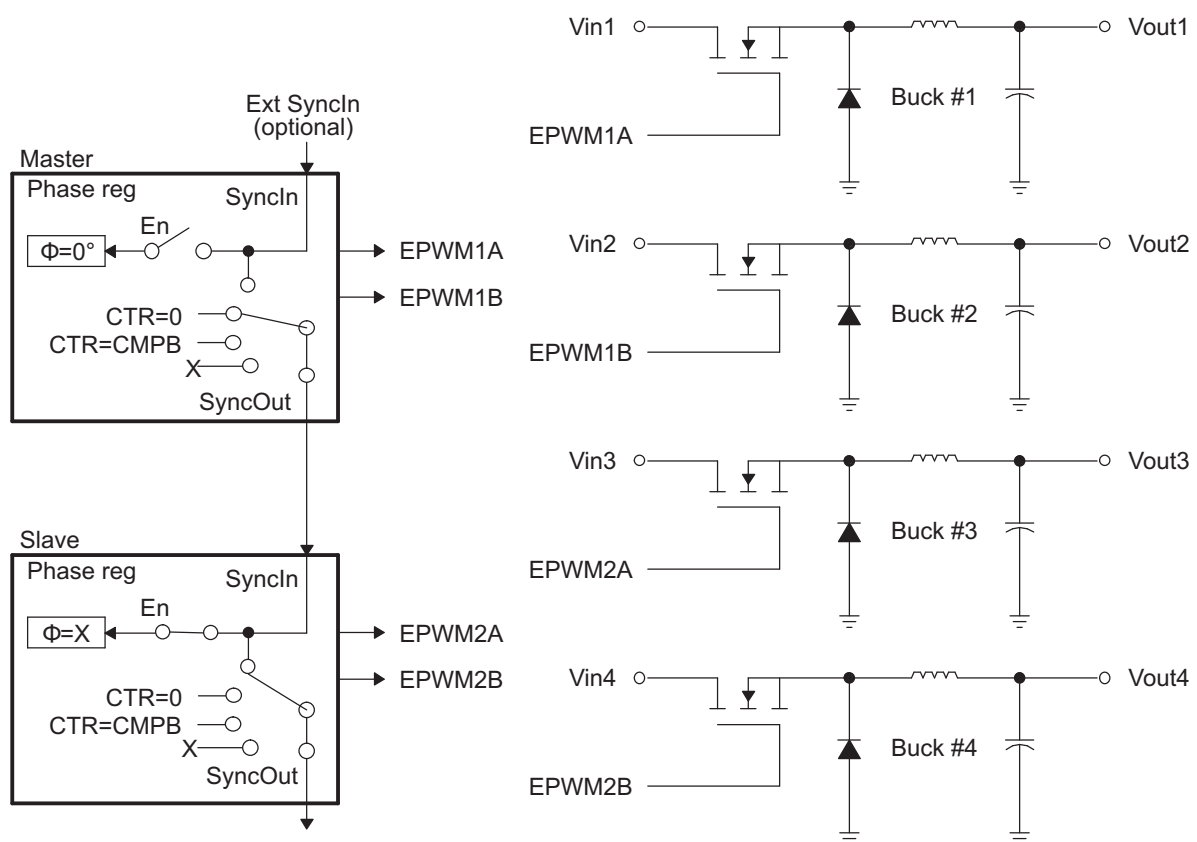 Ext SyncIn
(optional)
Master
Phase reg
SyncIn
En
Φ=0°
EPWM1A
EPWM1B
CTR=0
CTR=CMPB
X
SyncOut
Slave
Phase reg
SyncIn
En
Φ=X
EPWM2A
EPWM2B
CTR=0
CTR=CMPB
X
SyncOut
Vin1
Vout1
Buck #1
EPWM1A
Vin2
Vout2
Buck #2
EPWM1B
Vin3
Vout3
Buck #3
EPWM2A
Vin4
Vout4
Buck #4
EPWM2B